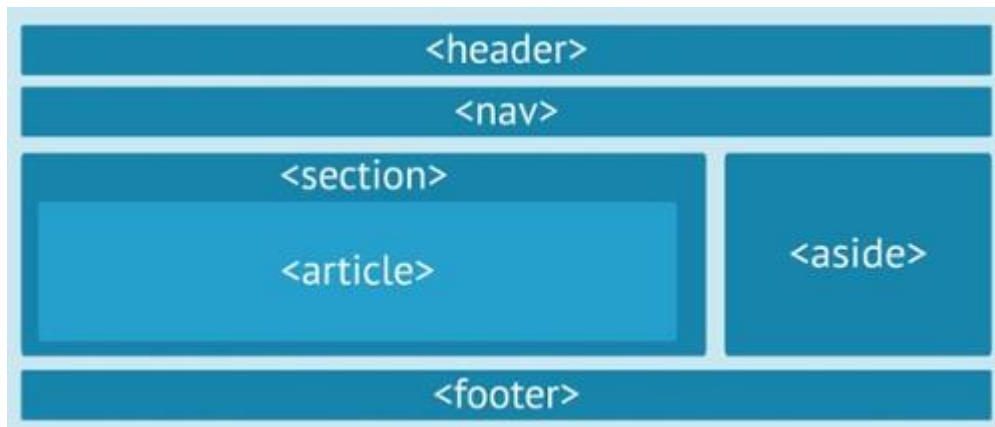 <header>
<nav>
<section>
<article>
<aside>
<footer>